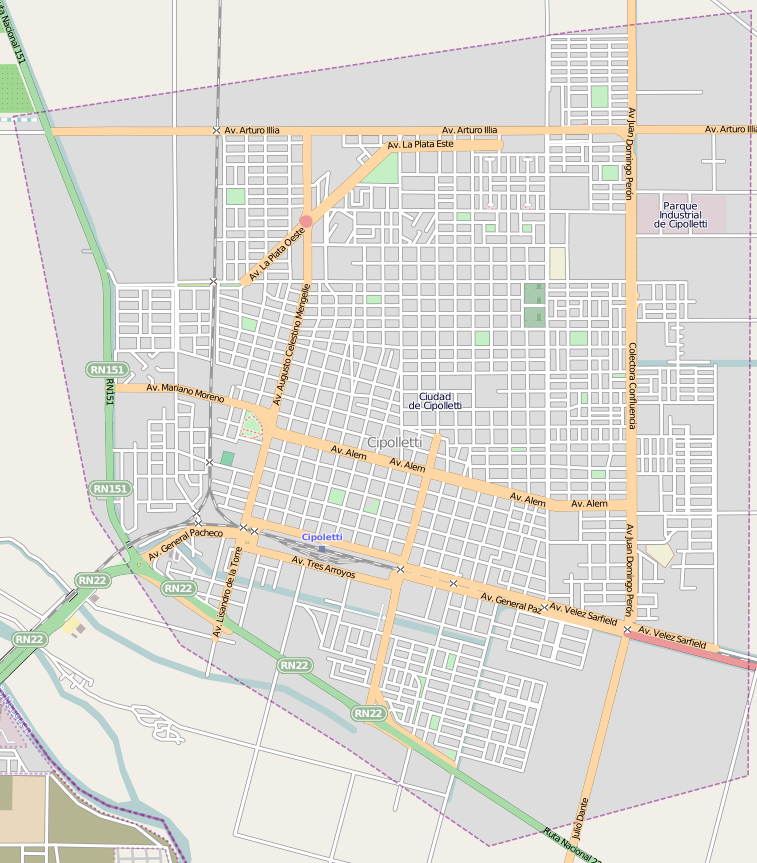 Ruta Nacional 151
Av. Arturo Illia
Av. Arturo Illia
Av. Arturo Illia
Av. La Plata Este
Av. Juan Domingo Perón
Parque
Industrial
de Cipolletti
Av. La Plata Oeste
Av. Augusto Celestino Mengelle
RN151
RN151
Av. Mariano Moreno
Colectora Confluencia
Ciudad
de Cipolletti
Cipolletti
Av. Alem
Av. Alem
Av. Alem
Av. Alem
RN151
Av. General Pacheco
Cipoletti
Av. Juan Domingo Perón
Av. Tres Arroyos
Av. Lisandro de la Torre
RN22
RN22
Av. General Paz
Av. Velez Sarfield
Av. Velez Sarfield
RN22
RN22
RN22
Julio Dante
Ruta Nacional 22